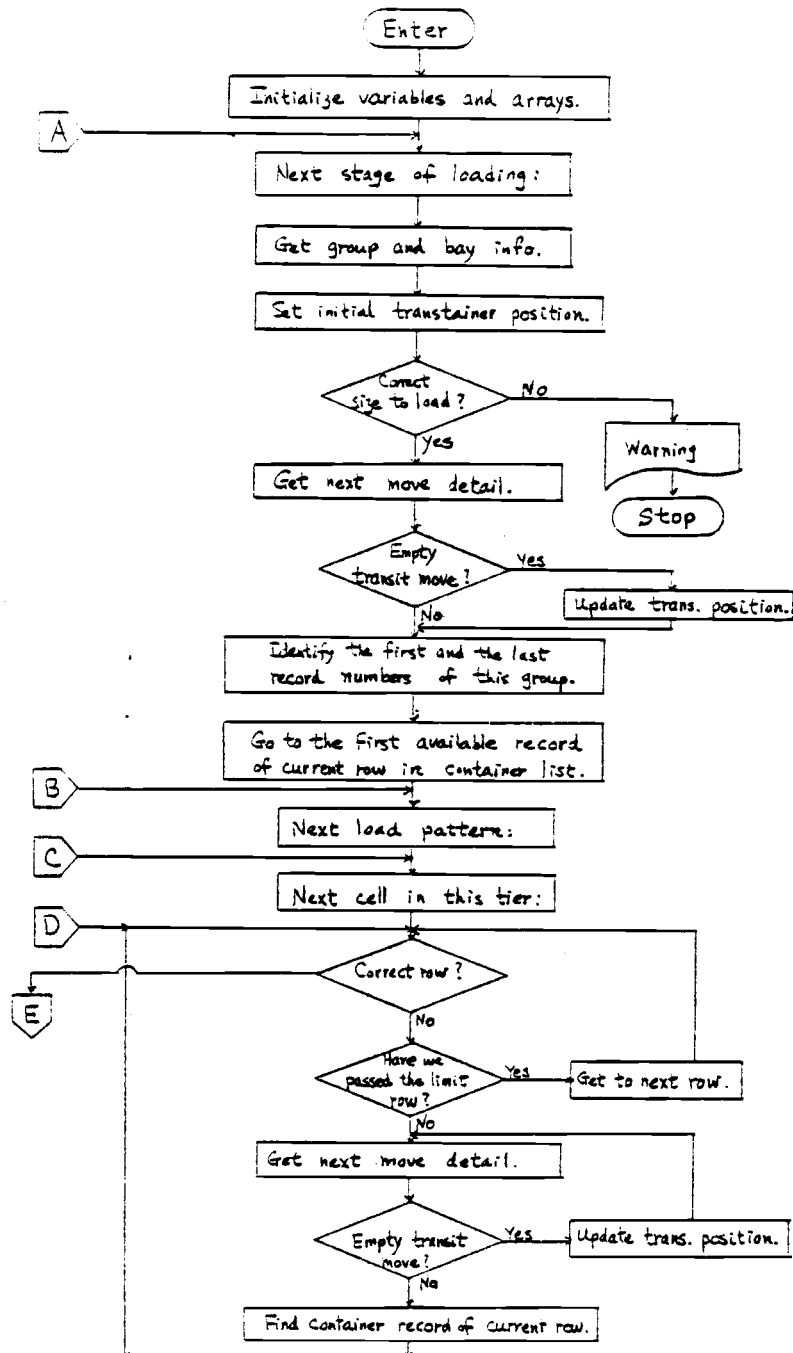 Enter
Initialize variables and arrays.
A
Next stage of loading:
Get group and bay info.
Set initial transtainer position.
Correct
size to load?
No
Yes
Warning
Get next move detail.
Stop
Empty
transit move?
Yes
Update trans. position.
No
Identify the first and the last
record numbers of this group.
Go to the first available record
of current row in container list.
B
Next load pattern:
C
Next cell in this tier:
D
Correct row?
E
No
Have we
passed the limit
row?
Yes
Get to next row.
No
Get next move detail.
Empty transit
move?
Yes
Update trans. position.
No
Find container record of current row.